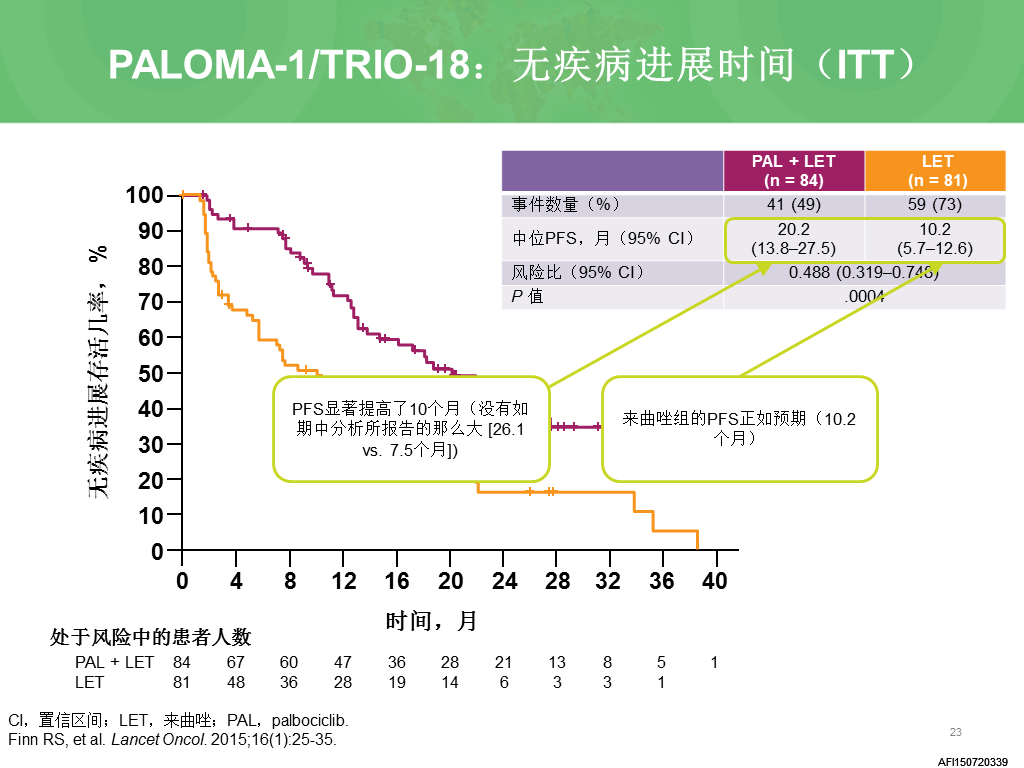 PALOMA-1/TRIO-18：无疾病进展时间（ITT）
PAL + LET
(n = 84)
LET
(n = 81)
事件数量（%）
41 (49)
59 (73)
中位PFS，月（95% CI）
20.2
(13.8–27.5)
10.2
(5.7–12.6)
风险比（95% CI）
0.488 (0.319–0.748)
P 值
.0004
无疾病进展存活几率，%
100
90
80
70
60
50
40
30
20
10
0
PFS显著提高了10个月（没有如
期中分析所报告的那么大 [26.1
vs. 7.5个月])
来曲唑组的PFS正如预期（10.2
个月）
0 4 8 12 16 20 24 28 32 36 40
时间，月
处于风险中的患者人数
PAL + LET 84 67 60 47 36 28 21 13 8 5 1
LET 81 48 36 28 19 14 6 3 3 1
CI，置信区间；LET，来曲唑；PAL，palbociclib.
Finn RS, et al. Lancet Oncol. 2015;16(1):25-35.
23
AFI150720339